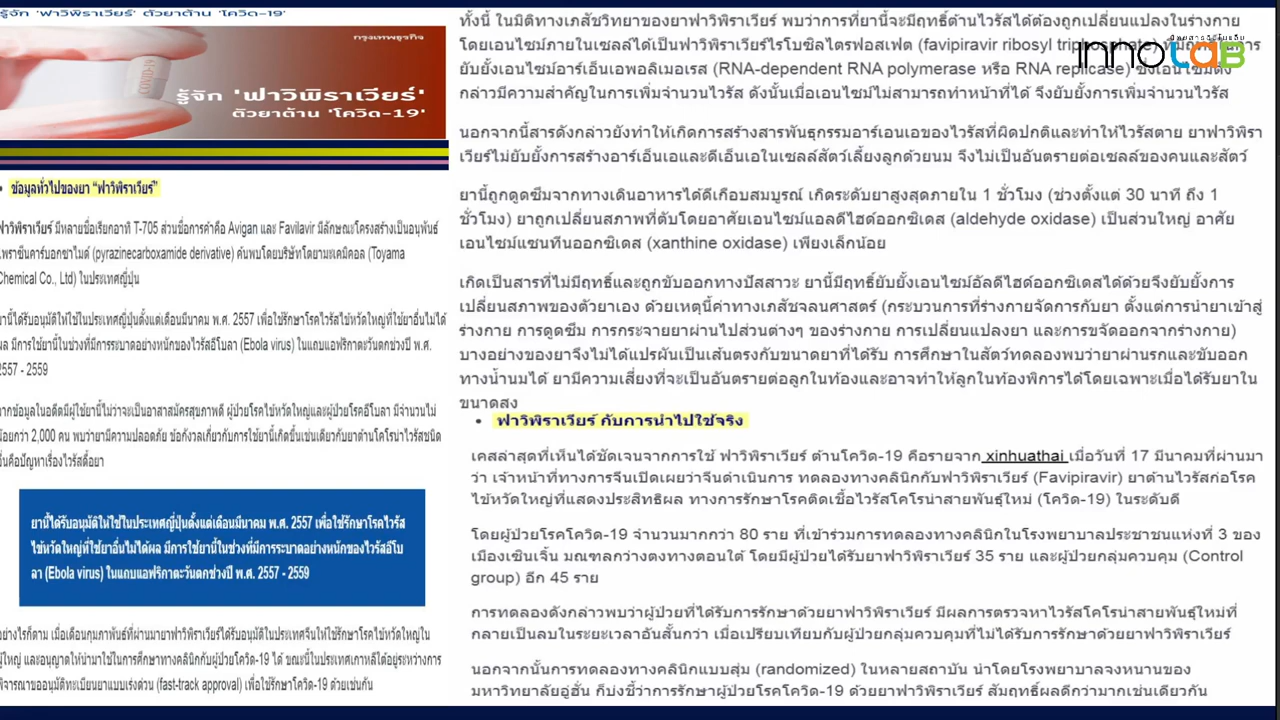 รู้จัก 'ฟาวิพิราเวียร์' ตัวยาต้าน 'โควิด-19'
กรุงเทพธุรกิจ
COVID-19
รู้จัก 'ฟาวิพิราเวียร์'
ตัวยาต้าน 'โควิด-19'
ข้อมูลทั่วไปของยา "ฟาวิพิราเวียร์"
ฟาวิพิราเวียร์ มีหลายชื่อเรียกอาทิ T-705 ส่วนชื่อการค้าคือ Avigan และ Favilavir มีลักษณะโครงสร้างเป็นอนุพันธ์
เพราซีนคาร์บอกซาไมด์ (pyrazinecarboxamide derivative) ค้นพบโดยบริษัทโตยามะเคมิคอล (Toyama
Chemical Co., Ltd) ในประเทศญี่ปุ่น
ยานี้ได้รับอนุมัติให้ใช้ในประเทศญี่ปุ่นตั้งแต่เดือนมีนาคม พ.ศ. 2557 เพื่อใช้รักษาโรคไวรัสไข้หวัดใหญ่ที่ใช้ยาอื่นไม่ได้
ผล มีการใช้ยานี้ในช่วงที่มีการระบาดอย่างหนักของไวรัสอีโบลา (Ebola virus) ในแถบแอฟริกาตะวันตกช่วงปี พ.ศ.
2557 - 2559
จากข้อมูลในอดีตมีผู้ใช้ยานี้ไม่ว่าจะเป็นอาสาสมัครสุขภาพดี ผู้ป่วยโรคไข้หวัดใหญ่และผู้ป่วยโรคอีโบลา มีจำนวนไม่
น้อยกว่า 2,000 คน พบว่ายามีความปลอดภัย ข้อกังวลเกี่ยวกับการใช้ยานี้เกิดขึ้นเช่นเดียวกับยาต้านโคโรน่าไวรัสชนิด
อื่นคือปัญหาเรื่องไวรัสดื้อยา
ยานี้ได้รับอนุมัติในใช้ในประเทศญี่ปุ่นตั้งแต่เดือนมีนาคม พ.ศ. 2557 เพื่อใช้รักษาโรคไวรัส
ไข้หวัดใหญ่ที่ใช้ยาอื่นไม่ได้ผล มีการใช้ยานี้ในช่วงที่มีการระบาดอย่างหนักของไวรัสอีโบ
ลา (Ebola virus) ในแถบแอฟริกาตะวันตกช่วงปี พ.ศ. 2557 - 2559
อย่างไรก็ตาม เมื่อเดือนกุมภาพันธ์ที่ผ่านมายาฟาวิพิราเวียร์ได้รับอนุมัติในประเทศจีนให้ใช้รักษาโรคไข้หวัดใหญ่ใน
ผู้ใหญ่ และอนุญาตให้นำมาใช้ในการศึกษาทางคลินิกกับผู้ป่วยโควิด-19 ได้ ขณะนี้ในประเทศเกาหลีใต้อยู่ระหว่างการ
พิจารณาขออนุมัติทะเบียนยาแบบเร่งด่วน (fast-track approval) เพื่อใช้รักษาโควิด-19 ด้วยเช่นกัน
นิตยสารอินโนแล็บ
innoLAB
ทั้งนี้ ในมิติทางเภสัชวิทยาของยาฟาวิพิราเวียร์ พบว่าการที่ยานี้จะมีฤทธิ์ต้านไวรัสได้ต้องถูกเปลี่ยนแปลงในร่างกาย
โดยเอนไซม์ภายในเซลล์ได้เป็นฟาวิพิราเวียร์ไรโบซิลไตรฟอสเฟต (favipiravir ribosyl
ยับยั้งเอนไซม์อาร์เอ็นเอพอลิเมอเรส (RNA-dependent RNA polymerase หรือ RNA replicase) ซึ่งเอนไซม์ดัง
กล่าวมีความสำคัญในการเพิ่มจำนวนไวรัส ดังนั้นเมื่อเอนไซม์ไม่สามารถทำหน้าที่ได้ จึงยับยั้งการเพิ่มจำนวนไวรัส
นอกจากนี้สารดังกล่าวยังทำให้เกิดการสร้างสารพันธุกรรมอาร์เอนเอของไวรัสที่ผิดปกติและทำให้ไวรัสตาย ยาฟาวิพิรา
เวียร์ไม่ยับยั้งการสร้างอาร์เอ็นเอและดีเอ็นเอในเซลล์สัตว์เลี้ยงลูกด้วยนม จึงไม่เป็นอันตรายต่อเซลล์ของคนและสัตว์
ยานี้ถูกดูดซึมจากทางเดินอาหารได้ดีเกือบสมบูรณ์ เกิดระดับยาสูงสุดภายใน 1 ชั่วโมง (ช่วงตั้งแต่ 30 นาที ถึง 1
ชั่วโมง) ยาถูกเปลี่ยนสภาพที่ตับโดยอาศัยเอนไซม์แอลดีไฮด์ออกซิเดส (aldehyde oxidase) เป็นส่วนใหญ่ อาศัย
เอนไซม์แซนทีนออกซิเดส (xanthine oxidase) เพียงเล็กน้อย
เกิดเป็นสารที่ไม่มีฤทธิ์และถูกขับออกทางปัสสาวะ ยานี้มีฤทธิ์ยับยั้งเอนไซม์อัลดีไฮด์ออกซิเดสได้ด้วยจึงยับยั้งการ
เปลี่ยนสภาพของตัวยาเอง ด้วยเหตุนี้ค่าทางเภสัชจลนศาสตร์ (กระบวนการที่ร่างกายจัดการกับยา ตั้งแต่การนำยาเข้าสู่
ร่างกาย การดูดซึม การกระจายยาผ่านไปส่วนต่างๆ ของร่างกาย การเปลี่ยนแปลงยา และการขจัดออกจากร่างกาย)
บางอย่างของยาจึงไม่ได้แปรผันเป็นเส้นตรงกับขนาดยาที่ได้รับ การศึกษาในสัตว์ทดลองพบว่ายาผ่านรกและขับออก
ทางน้ำนมได้ ยามีความเสี่ยงที่จะเป็นอันตรายต่อลูกในท้องและอาจทำให้ลูกในท้องพิการได้โดยเฉพาะเมื่อได้รับยาใน
ขนาดสูง
ฟาวิพิราเวียร์ กับการนำไปใช้จริง
เคสล่าสุดที่เห็นได้ชัดเจนจากการใช้ ฟาวิพิราเวียร์ ต้านโควิด-19 คือรายจาก xinhuathai เมื่อวันที่ 17 มีนาคมที่ผ่านมา
ว่า เจ้าหน้าที่ทางการจีนเปิดเผยว่าจีนดำเนินการ ทดลองทางคลินิกกับฟาวิพิราเวียร์ (Favipiravir) ยาต้านไวรัสก่อโรค
ไข้หวัดใหญ่ที่แสดงประสิทธิผล ทางการรักษาโรคติดเชื้อไวรัสโคโรน่าสายพันธุ์ใหม่ (โควิด-19) ในระดับดี
โดยผู้ป่วยโรคโควิด-19 จำนวนมากกว่า 80 ราย ที่เข้าร่วมการทดลองทางคลินิกในโรงพยาบาลประชาชนแห่งที่ 3 ของ
เมืองเซินเจิ้น มณฑลกว่างตงทางตอนใต้ โดยมีผู้ป่วยได้รับยาฟาวิพิราเวียร์ 35 ราย และผู้ป่วยกลุ่มควบคุม (Control
group) อีก 45 ราย
การทดลองดังกล่าวพบว่าผู้ป่วยที่ได้รับการรักษาด้วยยาฟาวิพิราเวียร์ มีผลการตรวจหาไวรัสโคโรน่าสายพันธุ์ใหม่ที่
กลายเป็นลบในระยะเวลาอันสั้นกว่า เมื่อเปรียบเทียบกับผู้ป่วยกลุ่มควบคุมที่ไม่ได้รับการรักษาด้วยยาฟาวิพิราเวียร์
นอกจากนั้นการทดลองทางคลินิกแบบสุ่ม (randomized) ในหลายสถาบัน นำโดยโรงพยาบาลจงหนานของ
มหาวิทยาลัยอู่ฮั่น ก็บ่งชี้ว่าการรักษาผู้ป่วยโรคโควิด-19 ด้วยยาฟาวิพิราเวียร์ สัมฤทธิ์ผลดีกว่ามากเช่นเดียวกัน